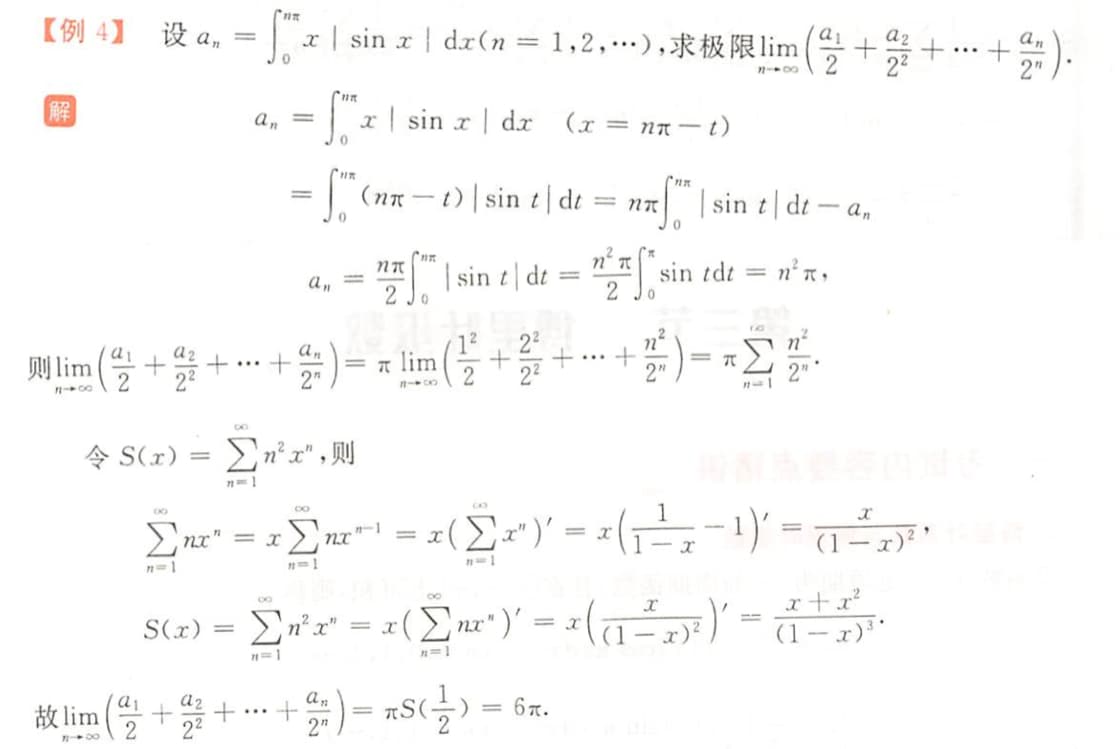 【例 4】 设 $a_n = \int_0^{n\pi} x \mid \sin x \mid dx (n = 1,2,\cdots)$,求极限$\lim\limits_{n\to\infty}\left(\frac{a_1}{2} + \frac{a_2}{2^2} + \cdots + \frac{a_n}{2^n}\right)$.
解 $a_n = \int_0^{n\pi} x \mid \sin x \mid dx \quad (x = n\pi - t)$
$= \int_0^{n\pi} (n\pi - t) |\sin t| dt = n\pi \int_0^{n\pi} |\sin t| dt - a_n$
$a_n = \frac{n\pi}{2} \int_0^{n\pi} |\sin t| dt = \frac{n^2\pi}{2} \int_0^{\pi} \sin t dt = n^2\pi$,
则$\lim\limits_{n\to\infty}\left(\frac{a_1}{2} + \frac{a_2}{2^2} + \cdots + \frac{a_n}{2^n}\right) = \pi \lim\limits_{n\to\infty}\left(\frac{1^2}{2} + \frac{2^2}{2^2} + \cdots + \frac{n^2}{2^n}\right) = \pi \sum\limits_{n=1}^{\infty} \frac{n^2}{2^n}$.
令 $S(x) = \sum\limits_{n=1}^{\infty} n^2 x^n$,则
$\sum\limits_{n=1}^{\infty} nx^n = x \sum\limits_{n=1}^{\infty} nx^{n-1} = x\left(\sum\limits_{n=1}^{\infty} x^n\right)' = x\left(\frac{1}{1-x} - 1\right)' = \frac{x}{(1-x)^2}$,
$S(x) = \sum\limits_{n=1}^{\infty} n^2 x^n = x\left(\sum\limits_{n=1}^{\infty} nx^n\right)' = x\left(\frac{x}{(1-x)^2}\right)' = \frac{x + x^2}{(1-x)^3}$.
故$\lim\limits_{n\to\infty}\left(\frac{a_1}{2} + \frac{a_2}{2^2} + \cdots + \frac{a_n}{2^n}\right) = \pi S(\frac{1}{2}) = 6\pi$.